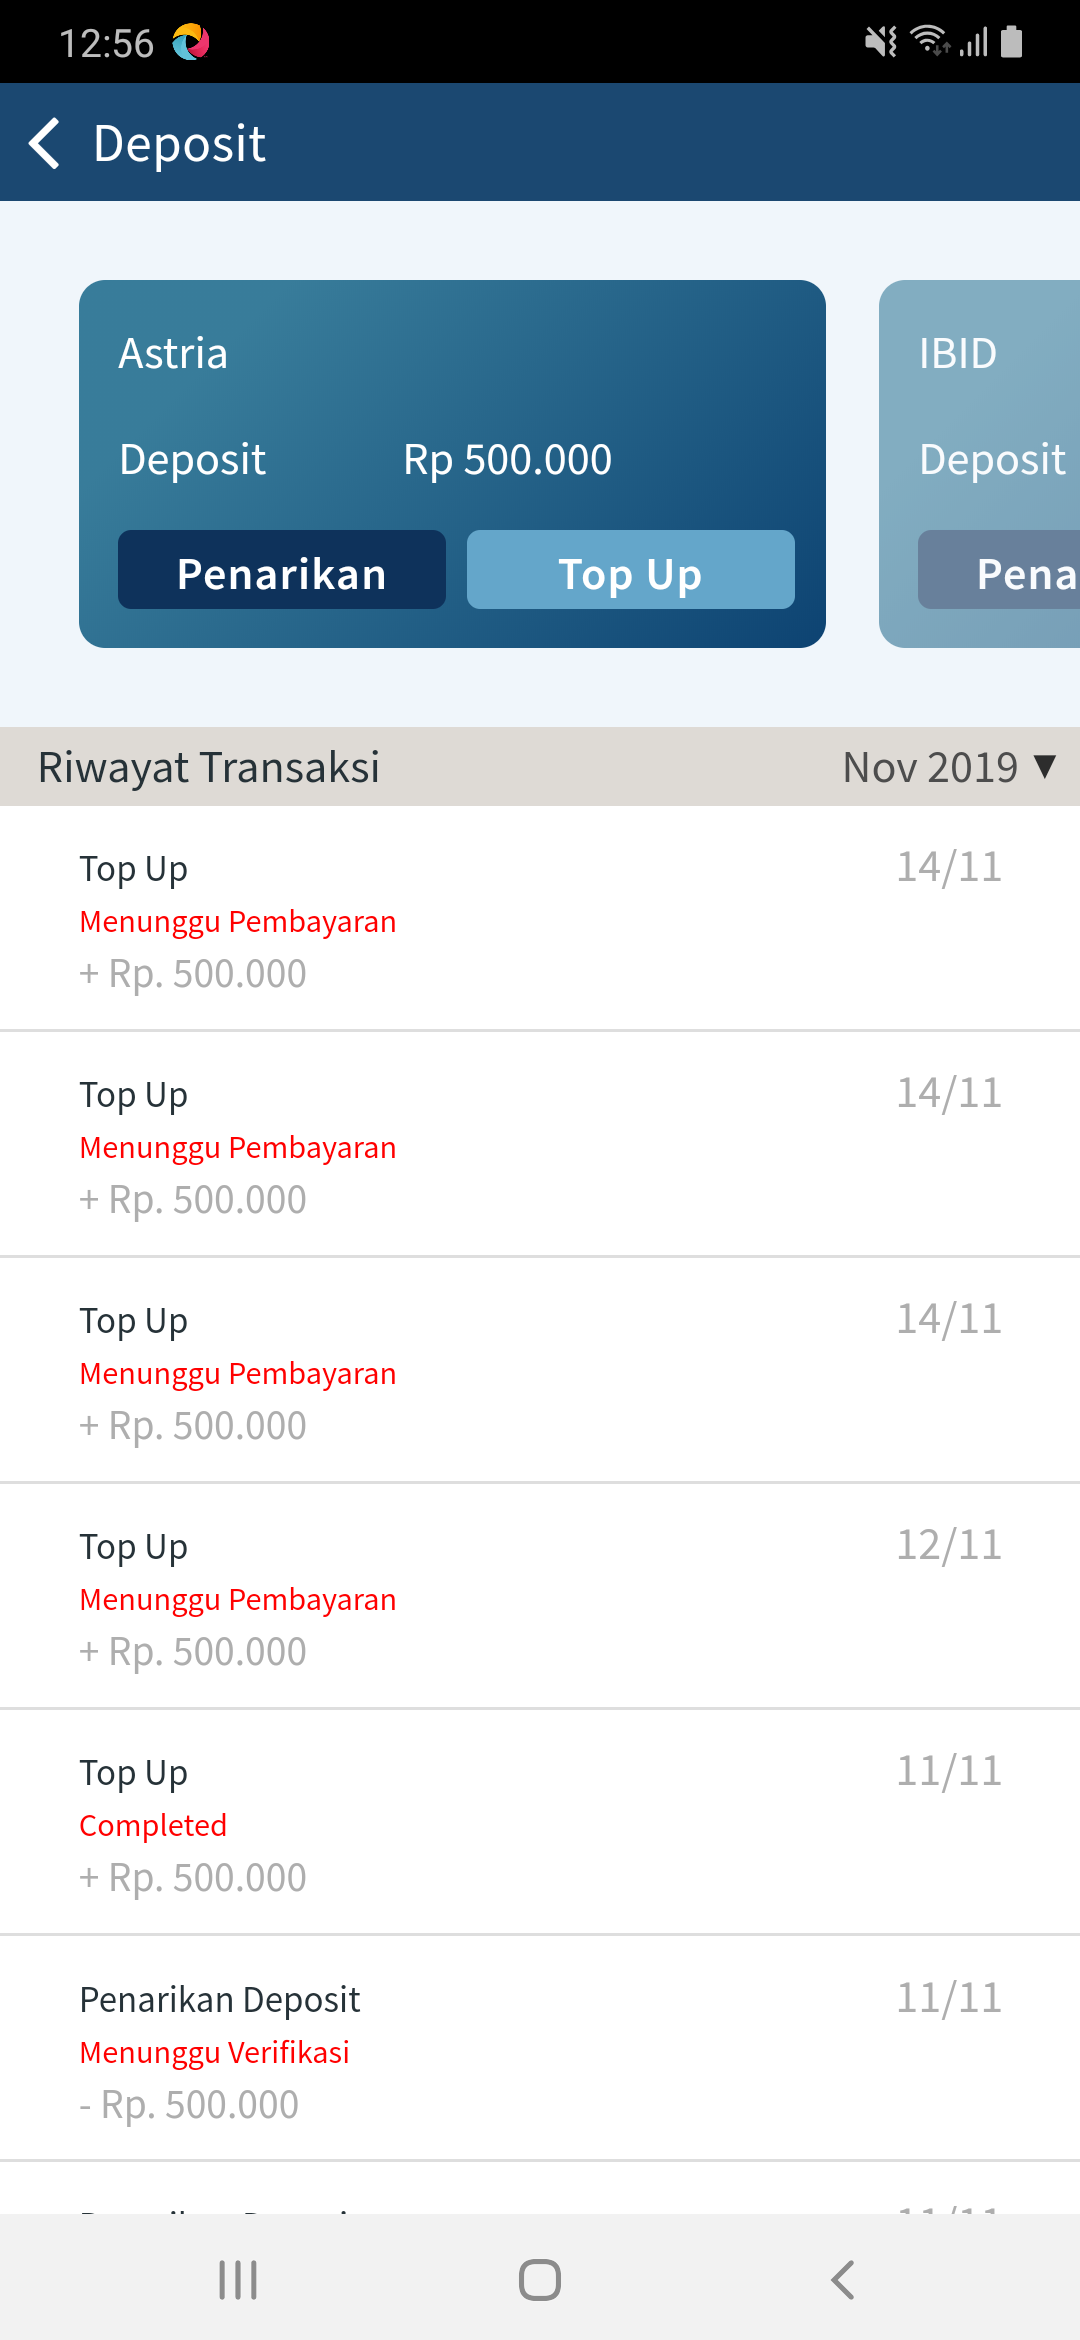 12:56
Deposit
Astria
Deposit Rp 500.000
Penarikan Top Up
IBID
Deposit
Pena
Riwayat Transaksi Nov 2019 ▼
Top Up 14/11
Menunggu Pembayaran
+ Rp. 500.000
Top Up 14/11
Menunggu Pembayaran
+ Rp. 500.000
Top Up 14/11
Menunggu Pembayaran
+ Rp. 500.000
Top Up 12/11
Menunggu Pembayaran
+ Rp. 500.000
Top Up 11/11
Completed
+ Rp. 500.000
Penarikan Deposit 11/11
Menunggu Verifikasi
- Rp. 500.000